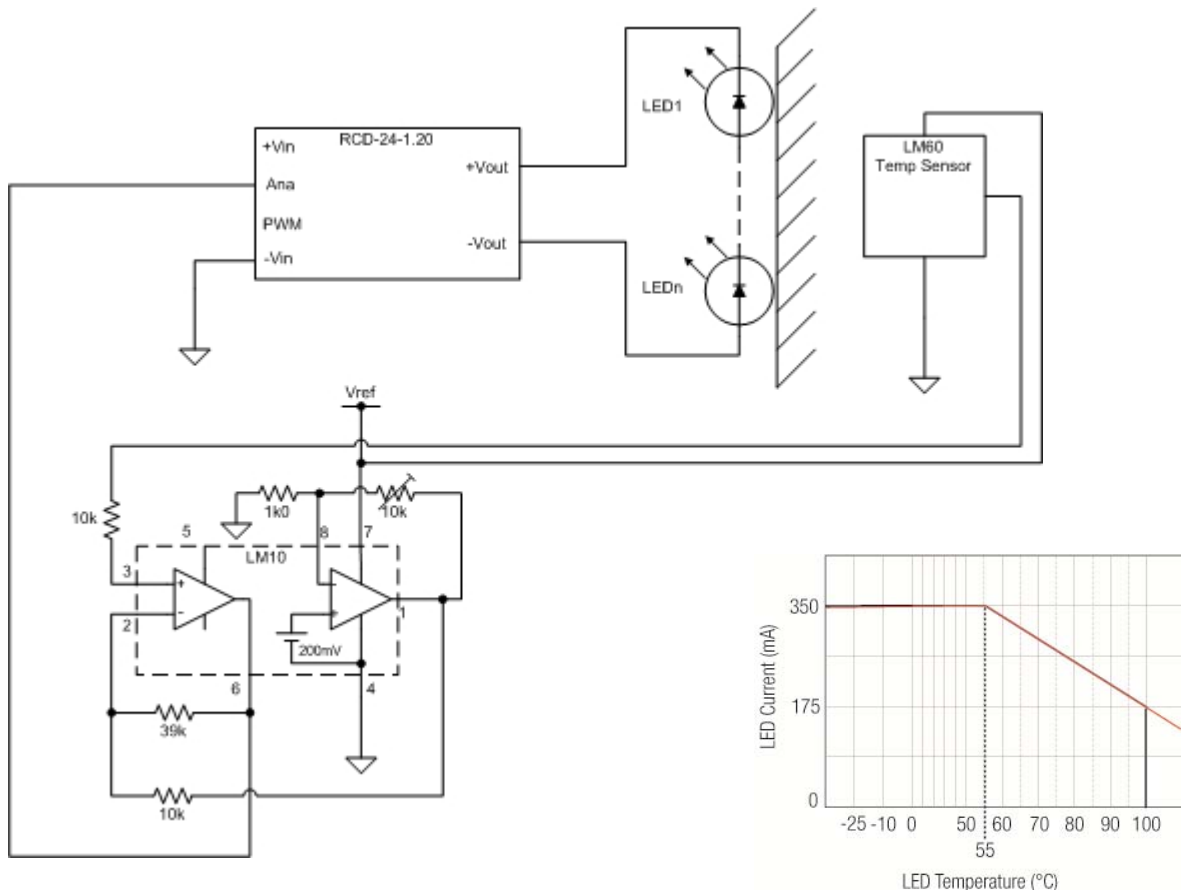 RCD-24-1.20
+Vin
Ana
PWM
-Vin
+Vout
-Vout
LED1
LEDn
LM60
Temp Sensor
Vref
10k
1k0
10k
5
8
7
LM10
3
+
-
2
-
+
1
200mV
6
4
39k
10k
LED Current (mA)
350
175
0
-25 -10 0 50 60 70 80 90 100
55
LED Temperature (°C)